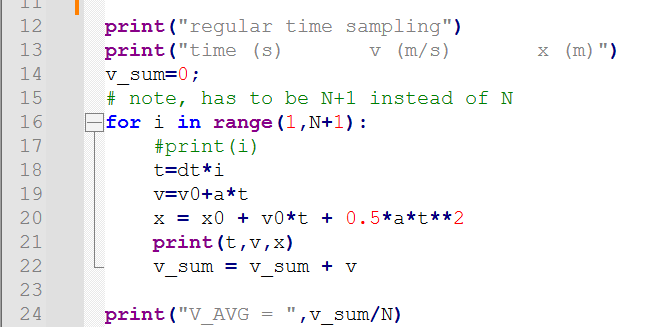 11
12 print("regular time sampling")
13 print("time (s)       v (m/s)       x (m)")
14 v_sum=0;
15 # note, has to be N+1 instead of N
16 for i in range(1,N+1):
17     #print(i)
18     t=dt*i
19     v=v0+a*t
20     x = x0 + v0*t + 0.5*a*t**2
21     print(t,v,x)
22     v_sum = v_sum + v
23
24 print("V_AVG = ",v_sum/N)